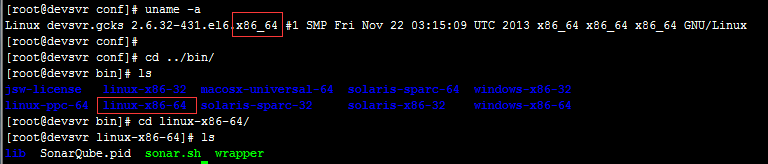 [root@devsvr conf]# uname -a
Linux devsvr.gcks 2.6.32-431.el6.x86_64 #1 SMP Fri Nov 22 03:15:09 UTC 2013 x86_64 x86_64 x86_64 GNU/Linux
[root@devsvr conf]#
[root@devsvr conf]# cd ../bin/
[root@devsvr bin]# ls
jsw-license linux-x86-32 macosx-universal-64 solaris-sparc-64 windows-x86-32
linux-ppc-64 linux-x86-64 solaris-sparc-32 solaris-x86-32 windows-x86-64
[root@devsvr bin]# cd linux-x86-64/
[root@devsvr linux-x86-64]# ls
lib SonarQube.pid sonar.sh wrapper